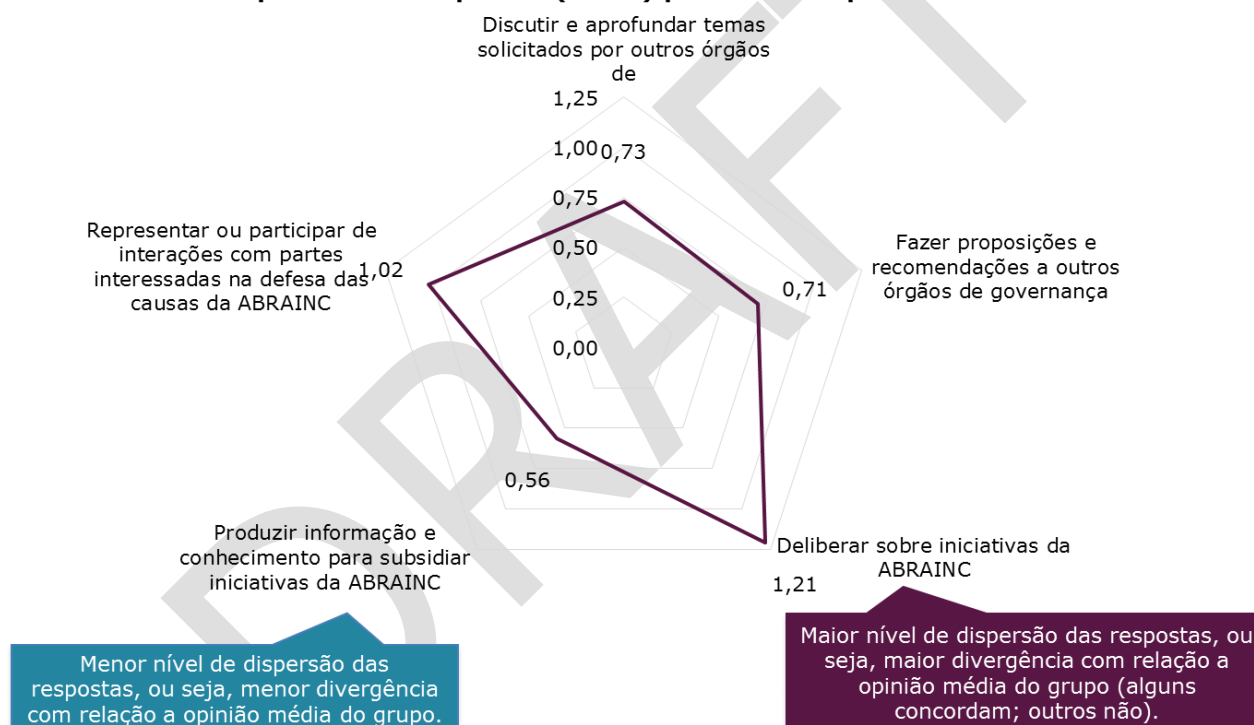 Discutir e aprofundar temas
solicitados por outros órgãos
de
1,25
1,00
0,73
0,75
0,50
0,25
0,00
Representar ou participar de
interações com partes
interessadas na defesa das
causas da ABRAINC
1,02
Fazer proposições e
recomendações a outros
órgãos de governança
0,71
0,56
Produzir informação e
conhecimento para subsidiar
iniciativas da ABRAINC
Deliberar sobre iniciativas da
ABRAINC
1,21
Menor nível de dispersão das
respostas, ou seja, menor divergência
com relação a opinião média do grupo.
Maior nível de dispersão das respostas, ou
seja, maior divergência com relação a
opinião média do grupo (alguns
concordam; outros não).
DRAFT